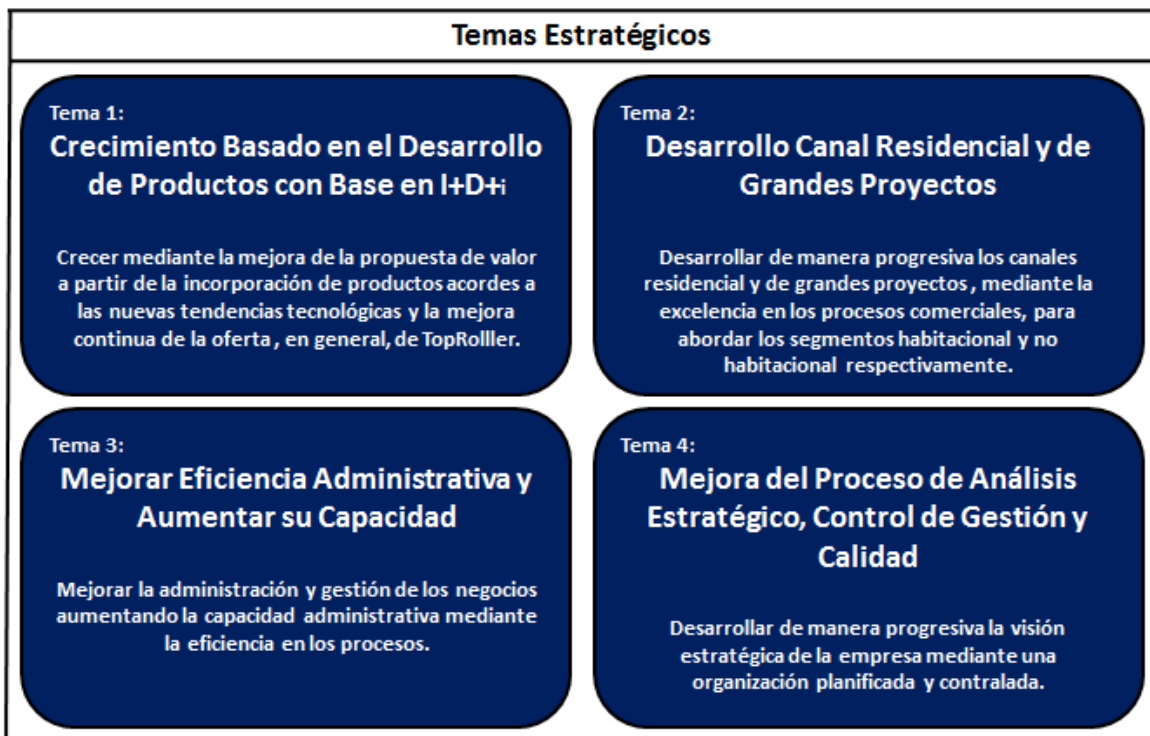 Temas Estratégicos
Tema 1:
Crecimiento Basado en el Desarrollo
de Productos con Base en I+D+i
Crecer mediante la mejora de la propuesta de valor
a partir de la incorporación de productos acordes a
las nuevas tendencias tecnológicas y la mejora
continua de la oferta , en general, de TopRolller.
Tema 2:
Desarrollo Canal Residencial y de
Grandes Proyectos
Desarrollar de manera progresiva los canales
residencial y de grandes proyectos , mediante la
excelencia en los procesos comerciales, para
abordar los segmentos habitacional y no
habitacional respectivamente.
Tema 3:
Mejorar Eficiencia Administrativa y
Aumentar su Capacidad
Mejorar la administración y gestión de los negocios
aumentando la capacidad administrativa mediante
la eficiencia en los procesos.
Tema 4:
Mejora del Proceso de Análisis
Estratégico, Control de Gestión y
Calidad
Desarrollar de manera progresiva la visión
estratégica de la empresa mediante una
organización planificada y contralada.